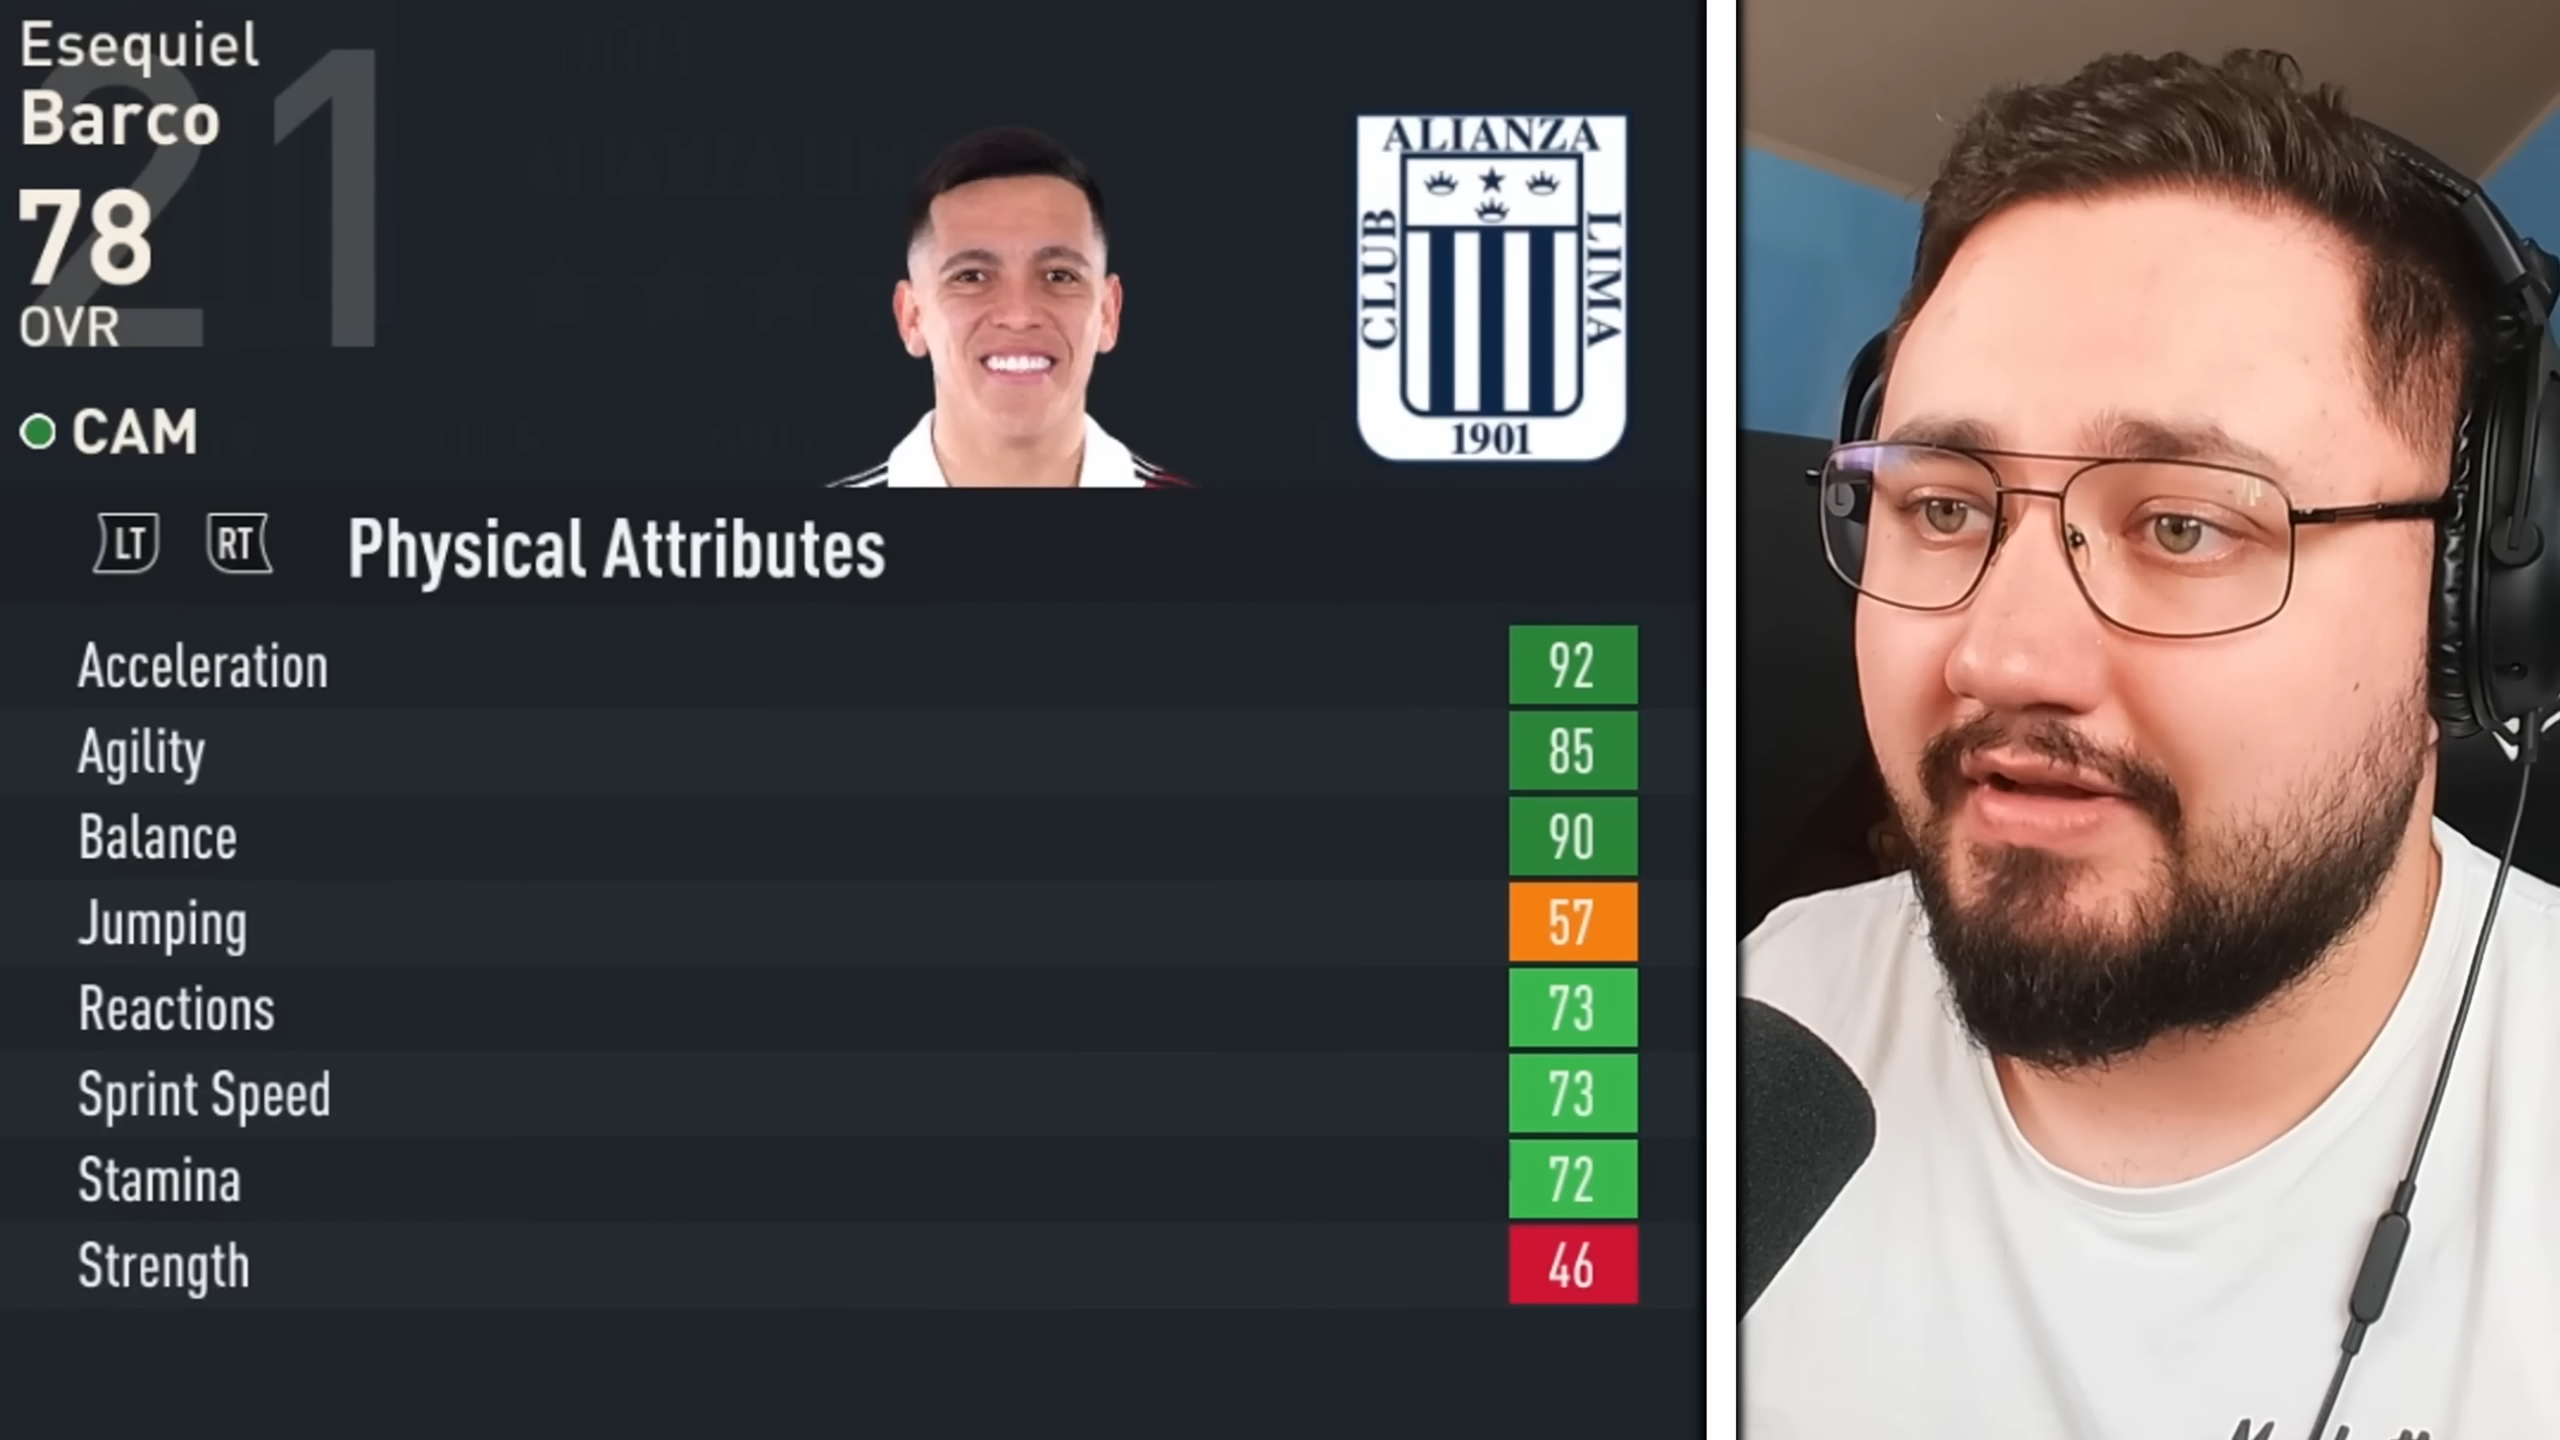 Esequiel
Barco
21
78
OVR
CAM
ALIANZA
CLUB
LIMA
1901
LT RT Physical Attributes
Acceleration 92
Agility 85
Balance 90
Jumping 57
Reactions 73
Sprint Speed 73
Stamina 72
Strength 46
L